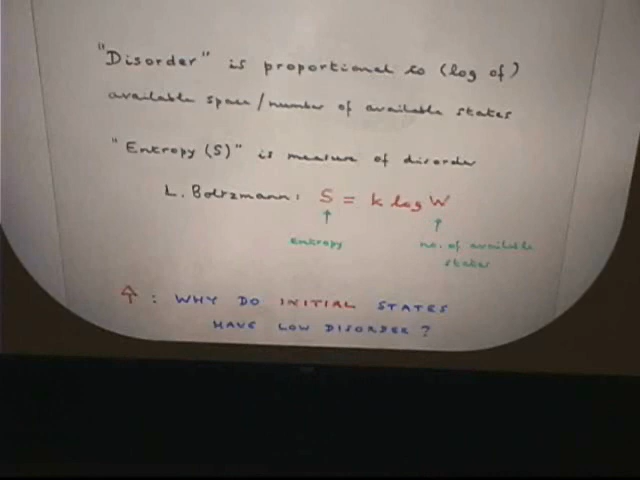 "Disorder" is proportional to (log of)
available space/number of available states
"Entropy (S)" is measure of disorder
L. Boltzmann: S = k log W
↑ ↑
entropy no. of available
states
↑: WHY DO INITIAL STATES
HAVE LOW DISORDER?